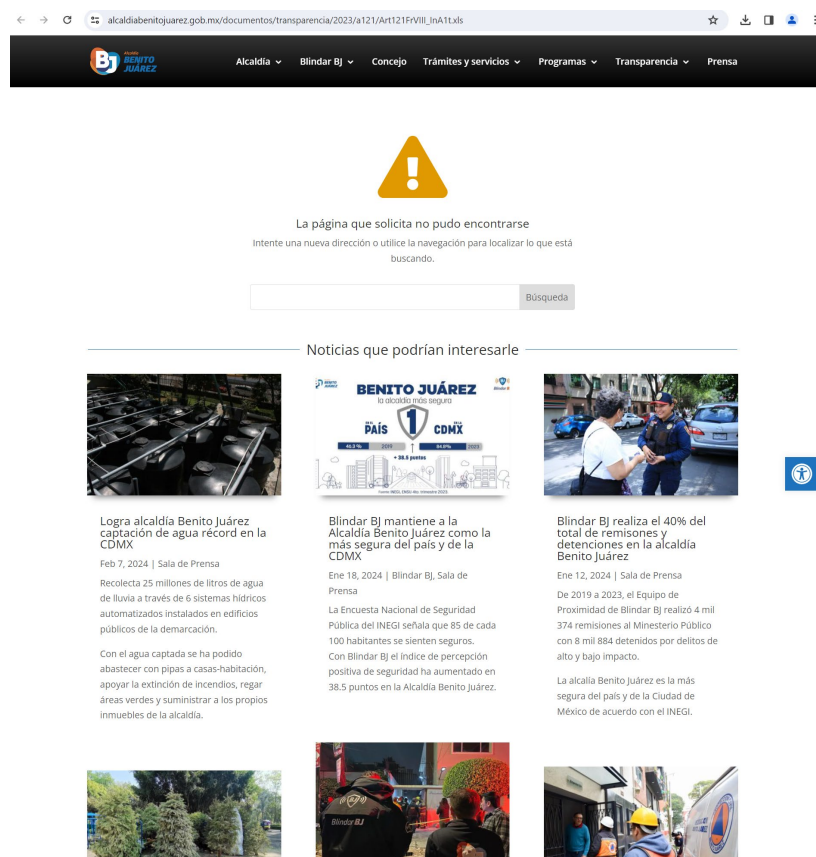 alcaldiabenitojuarez.gob.mx/documentos/transparencia/2023/a121/Art121FrVIII_InA1t.xls
Alcaldía
BENITO
JUÁREZ
BJ
Alcaldía
Blindar BJ
Concejo
Trámites y servicios
Programas
Transparencia
Prensa
La página que solicita no pudo encontrarse
Intente una nueva dirección o utilice la navegación para localizar lo que está
buscando.
Búsqueda
Noticias que podrían interesarle
BENITO JUÁREZ
la alcaldía más segura
1
PAÍS
CDMX
2019
2023
+ 38.5 puntos
Logra alcaldía Benito Juárez
captación de agua récord en la
CDMX
Feb 7, 2024 | Sala de Prensa
Recolecta 25 millones de litros de agua
de lluvia a través de 6 sistemas hídricos
automatizados instalados en edificios
públicos de la demarcación.
Con el agua captada se ha podido
abastecer con pipas a casas-habitación,
apoyar la extinción de incendios, regar
áreas verdes y suministrar a los propios
inmuebles de la alcaldía.
Blindar BJ mantiene a la
Alcaldía Benito Juárez como la
más segura del país y de la
CDMX
Ene 18, 2024 | Blindar BJ, Sala de
Prensa
La Encuesta Nacional de Seguridad
Pública del INEGI señala que 85 de cada
100 habitantes se sienten seguros.
Con Blindar BJ el índice de percepción
positiva de seguridad ha aumentado en
38.5 puntos en la Alcaldía Benito Juárez.
Blindar BJ realiza el 40% del
total de remisones y
detenciones en la alcaldía
Benito Juárez
Ene 12, 2024 | Sala de Prensa
De 2019 a 2023, el Equipo de
Proximidad de Blindar BJ realizó 4 mil
374 remisiones al Minesterio Público
con 8 mil 884 detenidos por delitos de
alto y bajo impacto.
La alcalía Benito Juárez es la más
segura del país y de la Ciudad de
México de acuerdo con el INEGI.
Blindar BJ